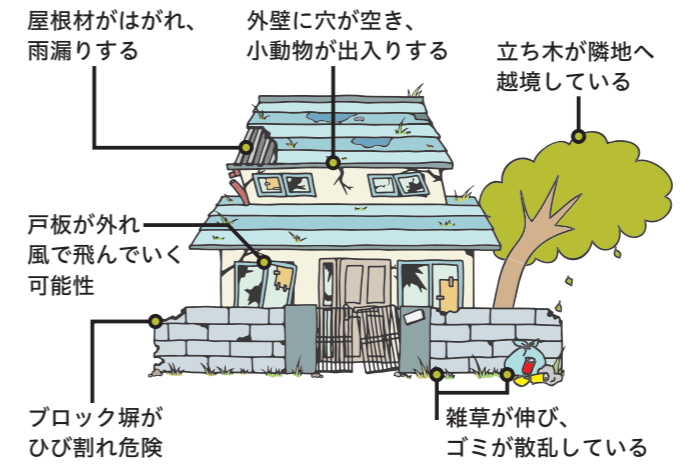 屋根材がはがれ、
雨漏りする
外壁に穴が空き、
小動物が出入りする
立ち木が隣地へ
越境している
戸板が外れ
風で飛んでいく
可能性
ブロック塀が
ひび割れ危険
雑草が伸び、
ゴミが散乱している